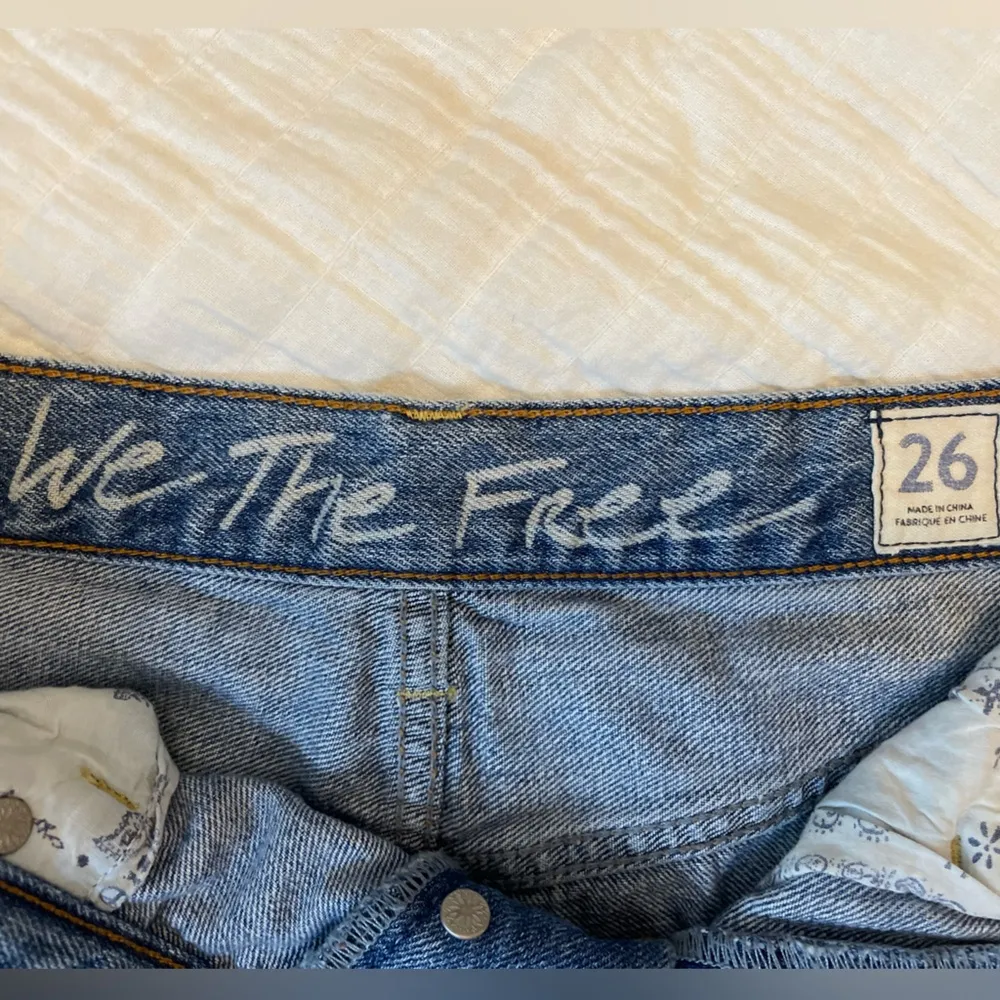 We The Free
26
MADE IN CHINA
FABRIQUE EN CHINE